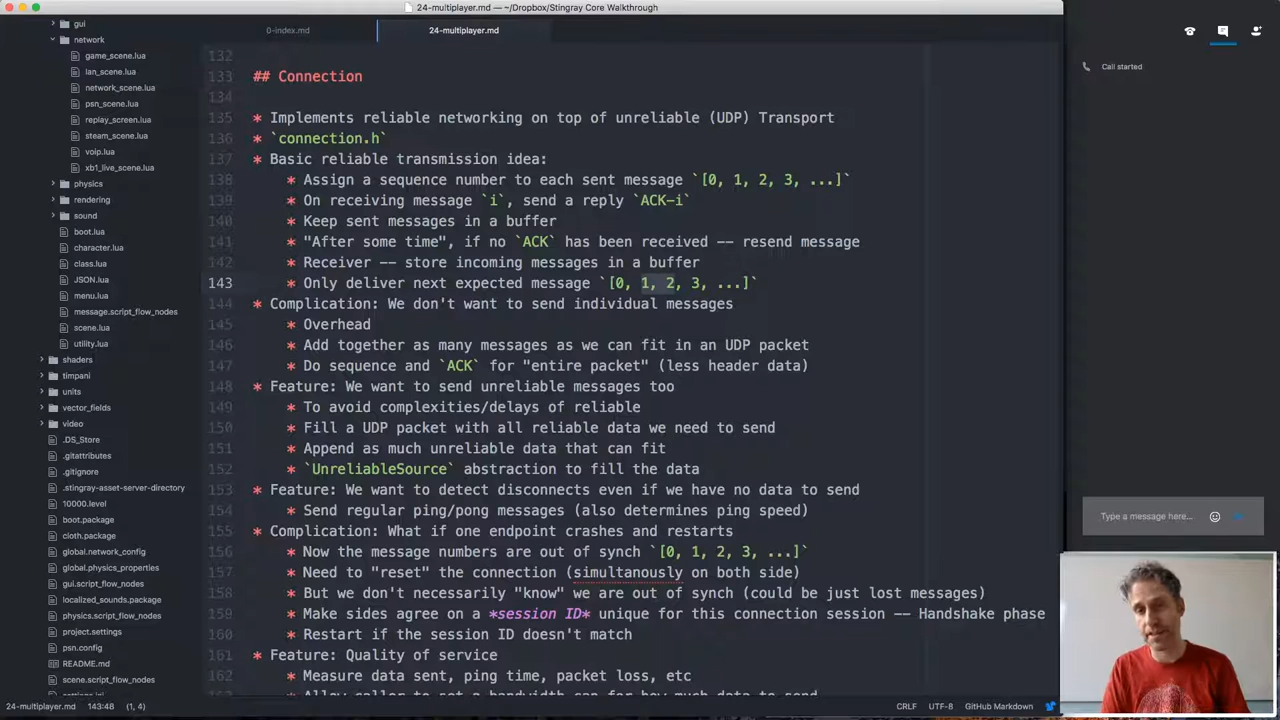 24-multiplayer.md — ~/Dropbox/Stingray Core Walkthrough
gui
network
game_scene.lua
lan_scene.lua
network_scene.lua
psn_scene.lua
replay_screen.lua
steam_scene.lua
voip.lua
xb1_live_scene.lua
physics
rendering
sound
boot.lua
character.lua
class.lua
JSON.lua
menu.lua
message.script_flow_nodes
scene.lua
utility.lua
shaders
timpani
units
vector_fields
video
.DS_Store
.gitattributes
.gitignore
.stingray-asset-server-directory
10000.level
boot.package
cloth.package
global.network_config
global.physics_properties
gui.script_flow_nodes
localized_sounds.package
physics.script_flow_nodes
project.settings
psn.config
README.md
scene.script_flow_nodes
settings.ini
0-index.md
24-multiplayer.md
132
133 ## Connection
134
135 * Implements reliable networking on top of unreliable (UDP) Transport
136 * `connection.h`
137 * Basic reliable transmission idea:
138 * Assign a sequence number to each sent message `[0, 1, 2, 3, ...]`
139 * On receiving message `i`, send a reply `ACK-i`
140 * Keep sent messages in a buffer
141 * "After some time", if no `ACK` has been received -- resend message
142 * Receiver -- store incoming messages in a buffer
143 * Only deliver next expected message `[0, 1, 2, 3, ...]`
144 * Complication: We don't want to send individual messages
145 * Overhead
146 * Add together as many messages as we can fit in an UDP packet
147 * Do sequence and `ACK` for "entire packet" (less header data)
148 * Feature: We want to send unreliable messages too
149 * To avoid complexities/delays of reliable
150 * Fill a UDP packet with all reliable data we need to send
151 * Append as much unreliable data that can fit
152 * `UnreliableSource` abstraction to fill the data
153 * Feature: We want to detect disconnects even if we have no data to send
154 * Send regular ping/pong messages (also determines ping speed)
155 * Complication: What if one endpoint crashes and restarts
156 * Now the message numbers are out of synch `[0, 1, 2, 3, ...]`
157 * Need to "reset" the connection (simultanously on both side)
158 * But we don't necessarily "know" we are out of synch (could be just lost messages)
159 * Make sides agree on a *session ID* unique for this connection session -- Handshake phase
160 * Restart if the session ID doesn't match
161 * Feature: Quality of service
162 * Measure data sent, ping time, packet loss, etc
163 * Allow caller to set a bandwidth cap for how much data to send
24-multiplayer.md 143:48 (1, 4)
CRLF UTF-8 GitHub Markdown
Call started
Type a message here...